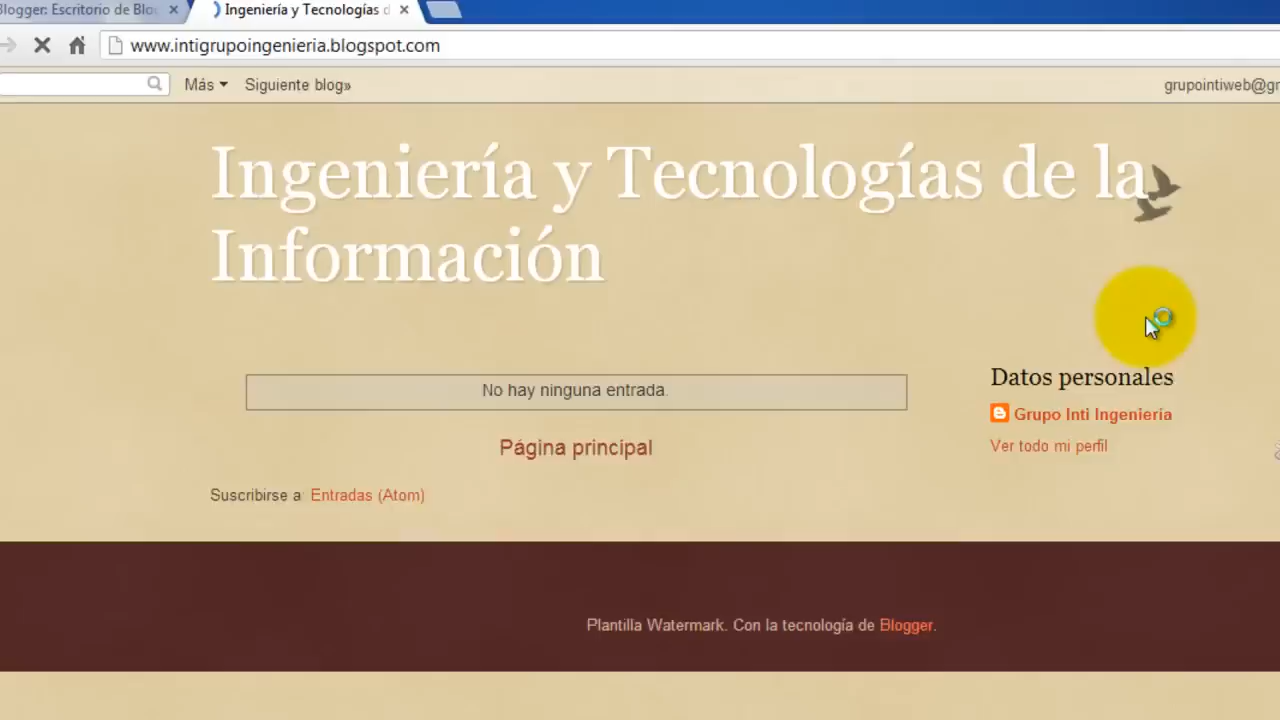 Blogger: Escritorio de Blo
Ingeniería y Tecnologías d
www.intigrupoingenieria.blogspot.com
Más
Siguiente blog»
grupointiweb@g
Ingeniería y Tecnologías de la
Información
No hay ninguna entrada.
Datos personales
Grupo Inti Ingeniería
Página principal
Ver todo mi perfil
Suscribirse a: Entradas (Atom)
Plantilla Watermark. Con la tecnología de Blogger.